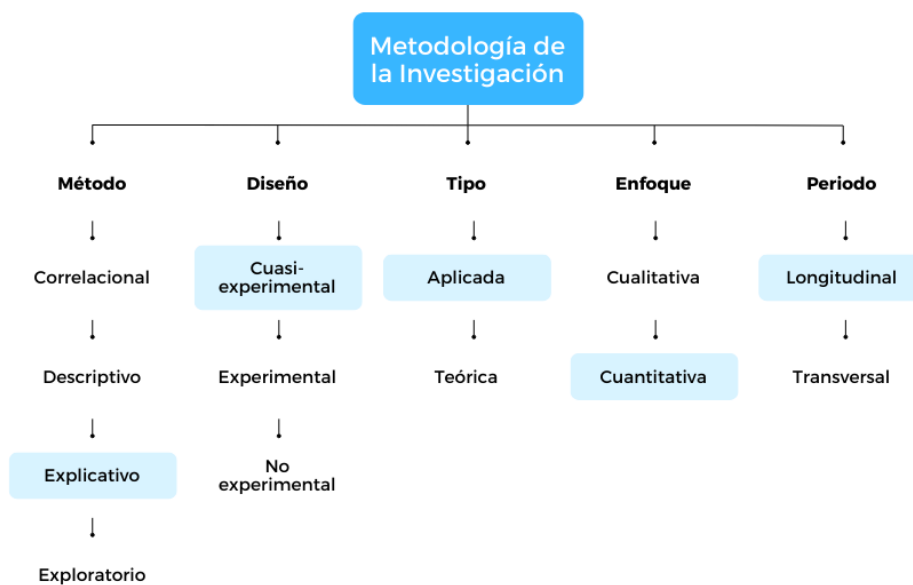 Metodología de
la Investigación
Método
Diseño
Tipo
Enfoque
Periodo
Correlacional
Cuasi-
experimental
Aplicada
Cualitativa
Longitudinal
Descriptivo
Experimental
Teórica
Cuantitativa
Transversal
Explicativo
No
experimental
Exploratorio